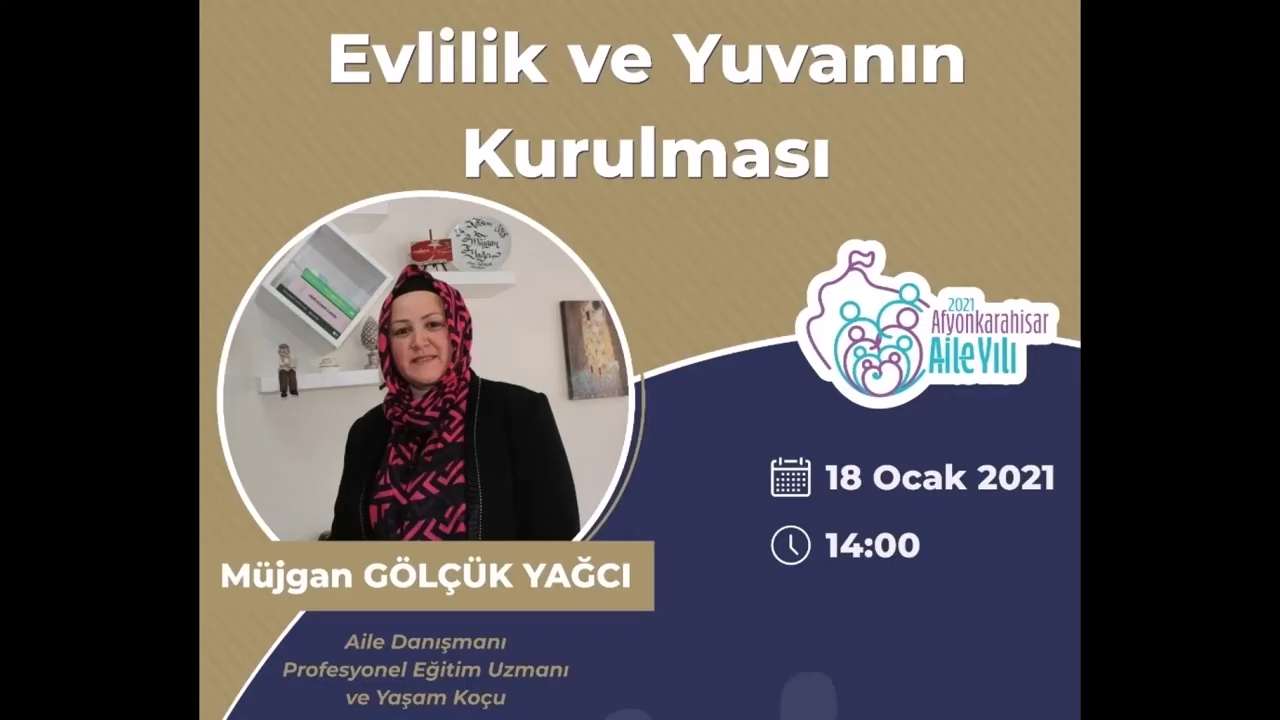 Evlilik ve Yuvanın
Kurulması
2021
Afyonkarahisar
Aile Yılı
18 Ocak 2021
14:00
Müjgan GÖLÇÜK YAĞCI
Aile Danışmanı
Profesyonel Eğitim Uzmanı
ve Yaşam Koçu